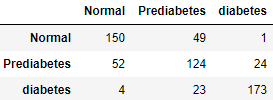 Normal Prediabetes diabetes
Normal 150 49 1
Prediabetes 52 124 24
diabetes 4 23 173